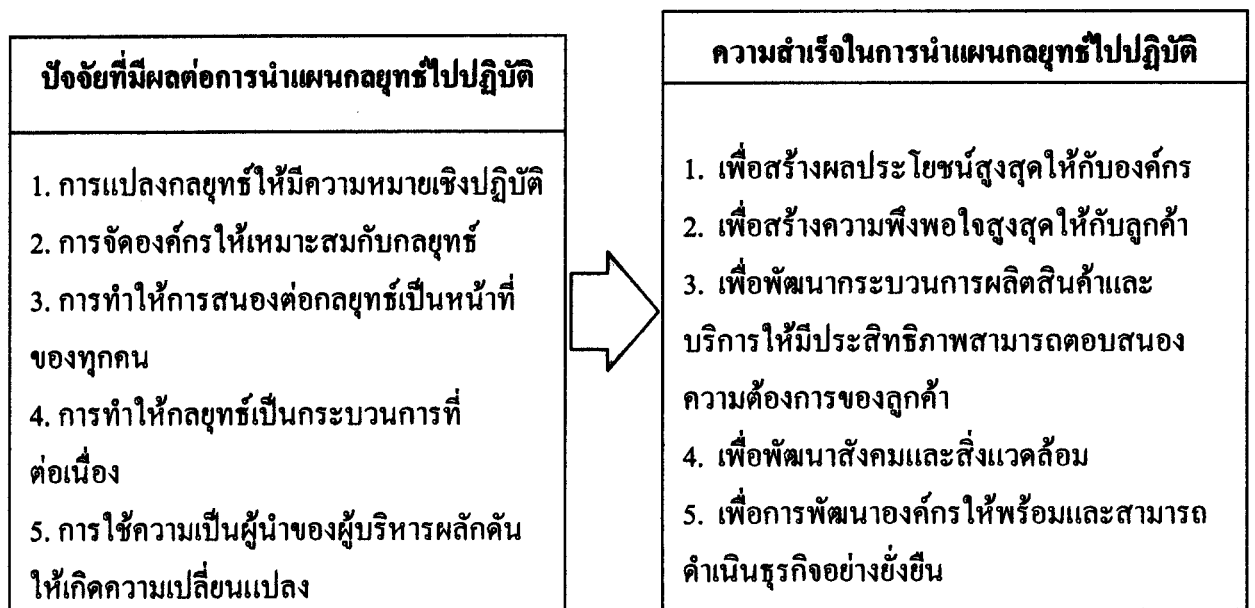 ปัจจัยที่มีผลต่อการนำแผนกลยุทธ์ไปปฏิบัติ
1. การแปลงกลยุทธ์ให้มีความหมายเชิงปฏิบัติ
2. การจัดองค์กรให้เหมาะสมกับกลยุทธ์
3. การทำให้การสนองต่อกลยุทธ์เป็นหน้าที่
ของทุกคน
4. การทำให้กลยุทธ์เป็นกระบวนการที่
ต่อเนื่อง
5. การใช้ความเป็นผู้นำของผู้บริหารผลักดัน
ให้เกิดความเปลี่ยนแปลง
ความสำเร็จในการนำแผนกลยุทธ์ไปปฏิบัติ
1. เพื่อสร้างผลประโยชน์สูงสุดให้กับองค์กร
2. เพื่อสร้างความพึงพอใจสูงสุดให้กับลูกค้า
3. เพื่อพัฒนากระบวนการผลิตสินค้าและ
บริการให้มีประสิทธิภาพสามารถตอบสนอง
ความต้องการของลูกค้า
4. เพื่อพัฒนาสังคมและสิ่งแวดล้อม
5. เพื่อการพัฒนาองค์กรให้พร้อมและสามารถ
ดำเนินธุรกิจอย่างยั่งยืน